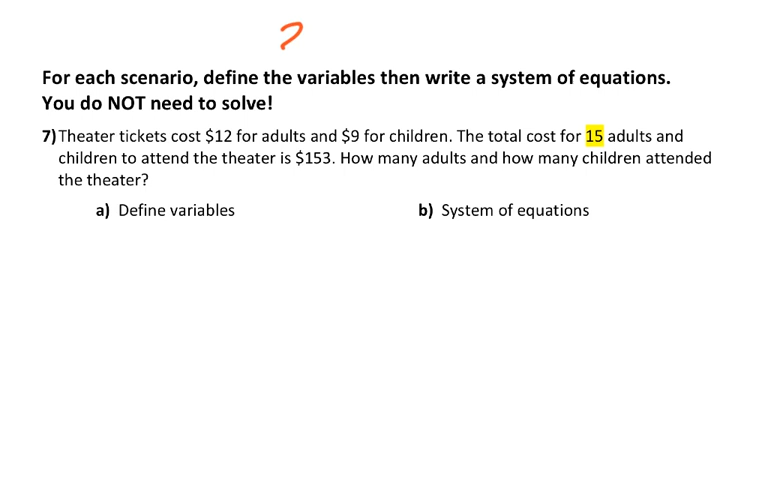 For each scenario, define the variables then write a system of equations.
You do NOT need to solve!
7) Theater tickets cost $12 for adults and $9 for children. The total cost for 15 adults and
children to attend the theater is $153. How many adults and how many children attended
the theater?
a) Define variables b) System of equations